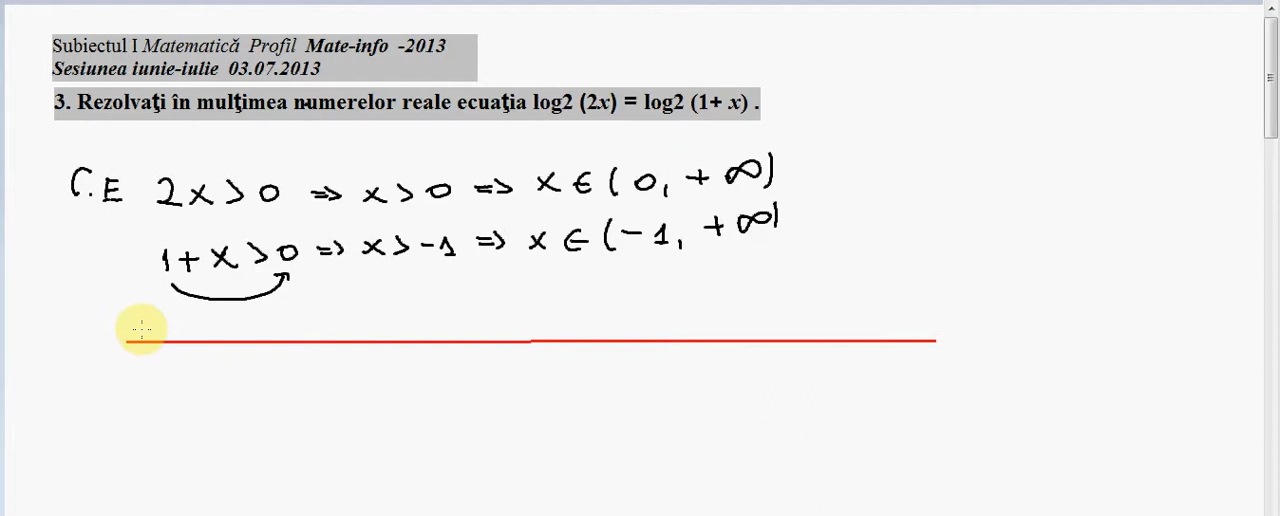 Subiectul I Matematică Profil Mate-info -2013
Sesiunea iunie-iulie 03.07.2013
3. Rezolvaţi în mulţimea numerelor reale ecuaţia log2 (2x) = log2 (1+ x) .
C.E 2x > 0 => x > 0 => x ∈ ( 0, + ∞)
1 + x > 0 => x > -1 => x ∈ ( -1, + ∞)